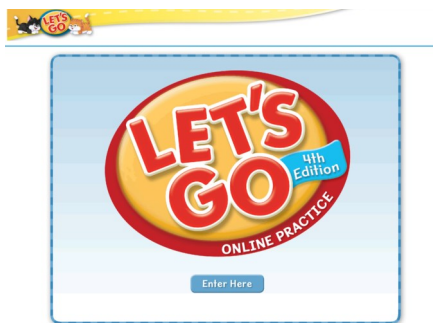 LET'S
GO
LET'S
GO
4th
Edition
ONLINE PRACTICE
Enter Here